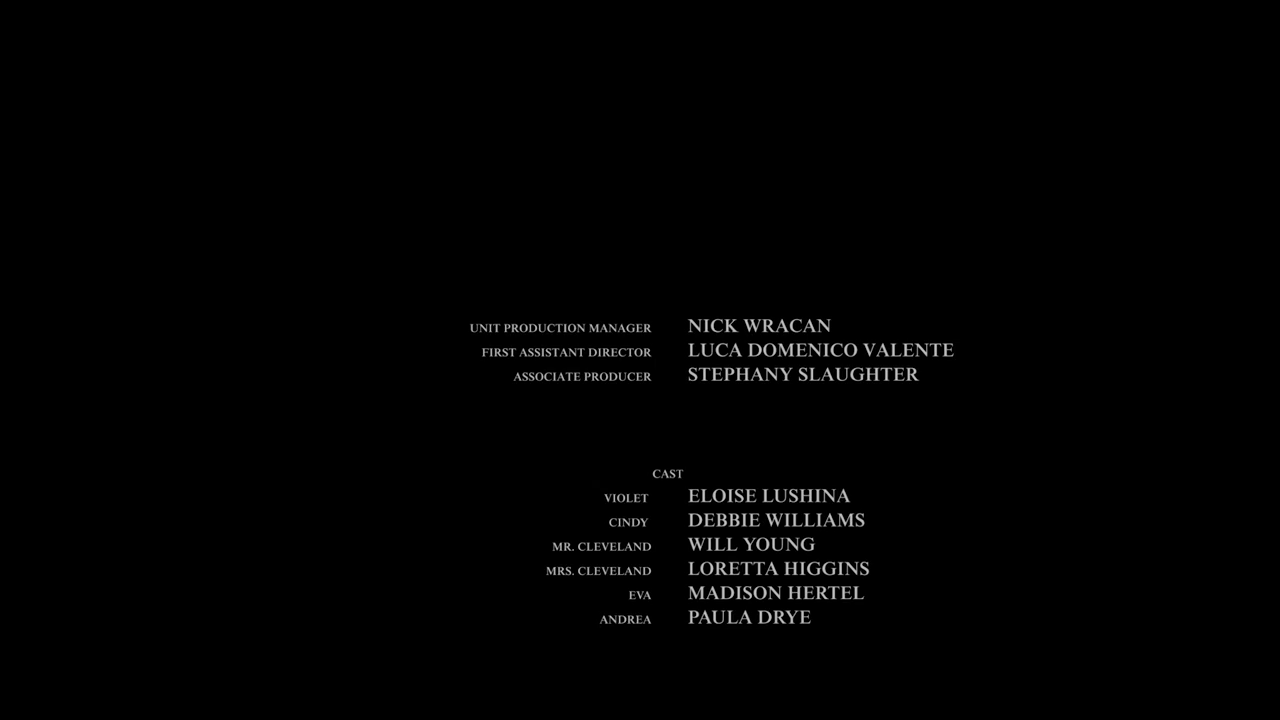 UNIT PRODUCTION MANAGER NICK WRACAN
FIRST ASSISTANT DIRECTOR LUCA DOMENICO VALENTE
ASSOCIATE PRODUCER STEPHANY SLAUGHTER
CAST
VIOLET ELOISE LUSHINA
CINDY DEBBIE WILLIAMS
MR. CLEVELAND WILL YOUNG
MRS. CLEVELAND LORETTA HIGGINS
EVA MADISON HERTEL
ANDREA PAULA DRYE